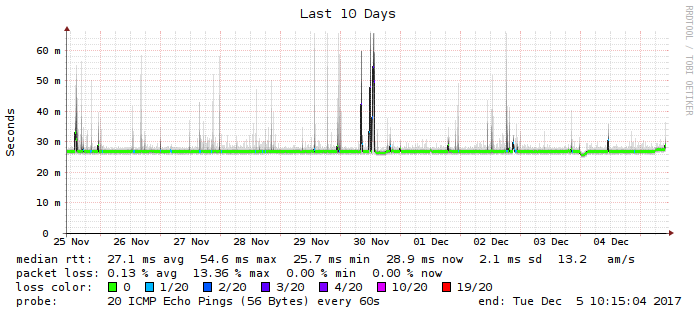 Last 10 Days
RRDTOOL / TOBI OETIKER
Seconds
60 m
50 m
40 m
30 m
20 m
10 m
0
25 Nov 26 Nov 27 Nov 28 Nov 29 Nov 30 Nov 01 Dec 02 Dec 03 Dec 04 Dec
median rtt: 27.1 ms avg 54.6 ms max 25.7 ms min 28.9 ms now 2.1 ms sd 13.2 am/s
packet loss: 0.13 % avg 13.36 % max 0.00 % min 0.00 % now
loss color: 0 1/20 2/20 3/20 4/20 10/20 19/20
probe: 20 ICMP Echo Pings (56 Bytes) every 60s end: Tue Dec 5 10:15:04 2017